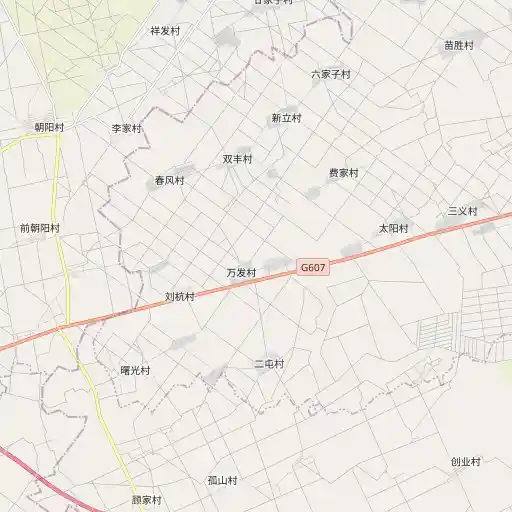 祥发村
苗胜村
六家子村
新立村
朝阳村
李家村
双丰村
费家村
春风村
三义村
前朝阳村
太阳村
G607
万发村
刘杭村
二屯村
曙光村
创业村
孤山村
顾家村